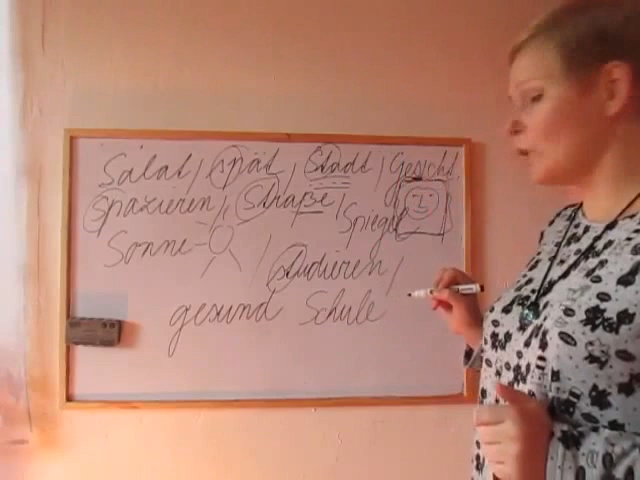 Salat / spät / Stadt / Gesicht
spazieren / Straße / Spiegel
Sonne / studieren /
gesund Schule